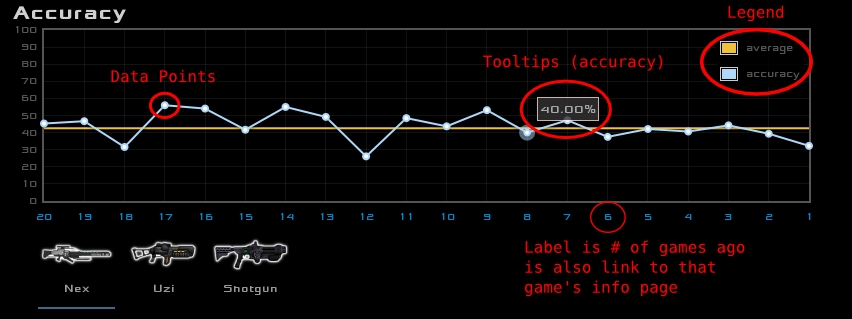 Accuracy
Legend
100
90
80
70
60
50
40
30
20
10
0
average
accuracy
Tooltips (accuracy)
Data Points
40.00%
20 19 18 17 16 15 14 13 12 11 10 9 8 7 6 5 4 3 2 1
Label is # of games ago
is also link to that
game's info page
Nex Uzi Shotgun